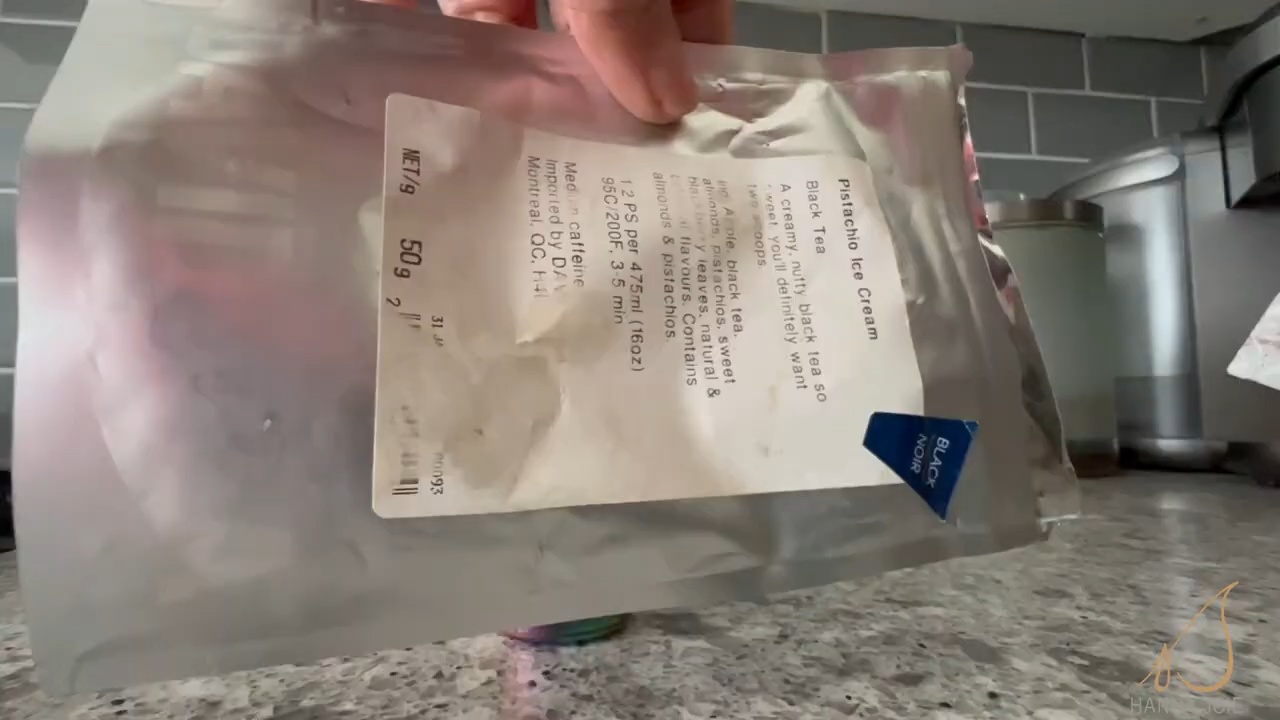 Pistachio Ice Cream
Black Tea
A creamy, nutty black tea so
sweet. You'll definitely want
two scoops.
black tea,
almonds, pistachios, sweet
leaves, natural &
flavours. Contains
almonds & pistachios.
1.2 PS per 475ml (16oz)
95C/200F, 3-5 min
caffeine
Imported by
Montreal, QC,
NET/g 50g
31
BLACK
NOIR